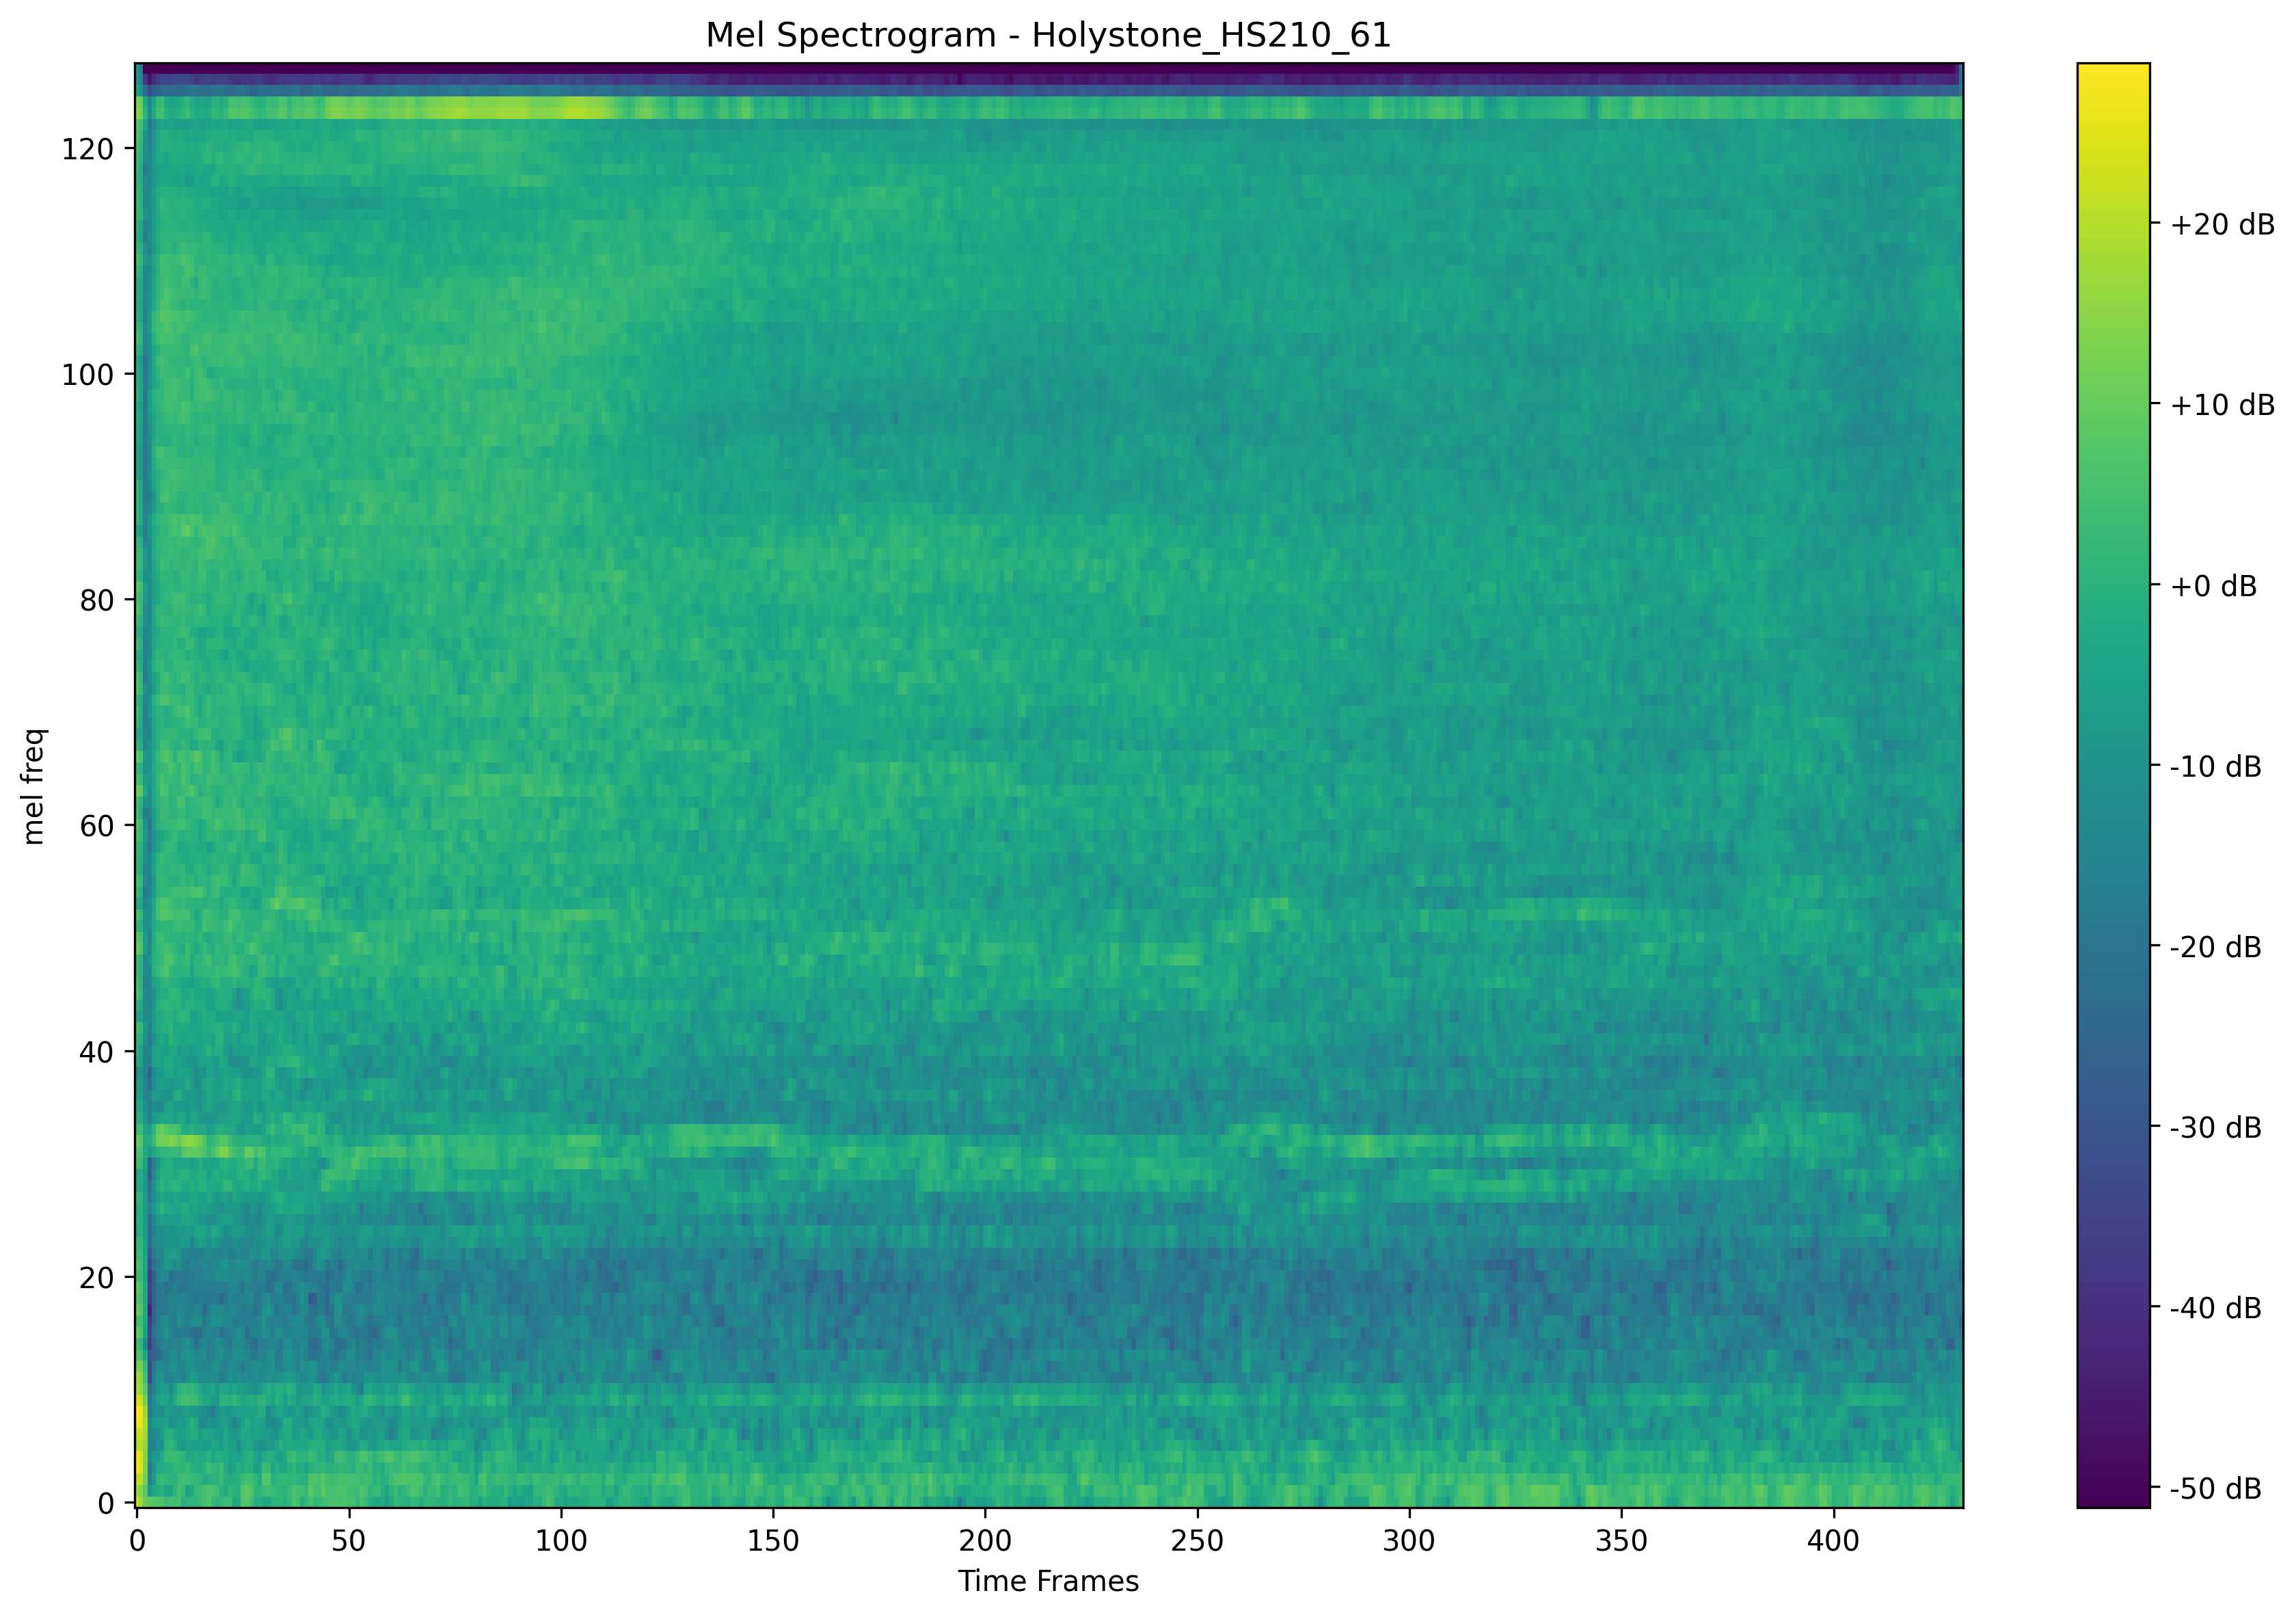 Mel Spectrogram - Holystone_HS210_61
mel freq
120
100
80
60
40
20
0
0 50 100 150 200 250 300 350 400
Time Frames
+20 dB
+10 dB
+0 dB
-10 dB
-20 dB
-30 dB
-40 dB
-50 dB